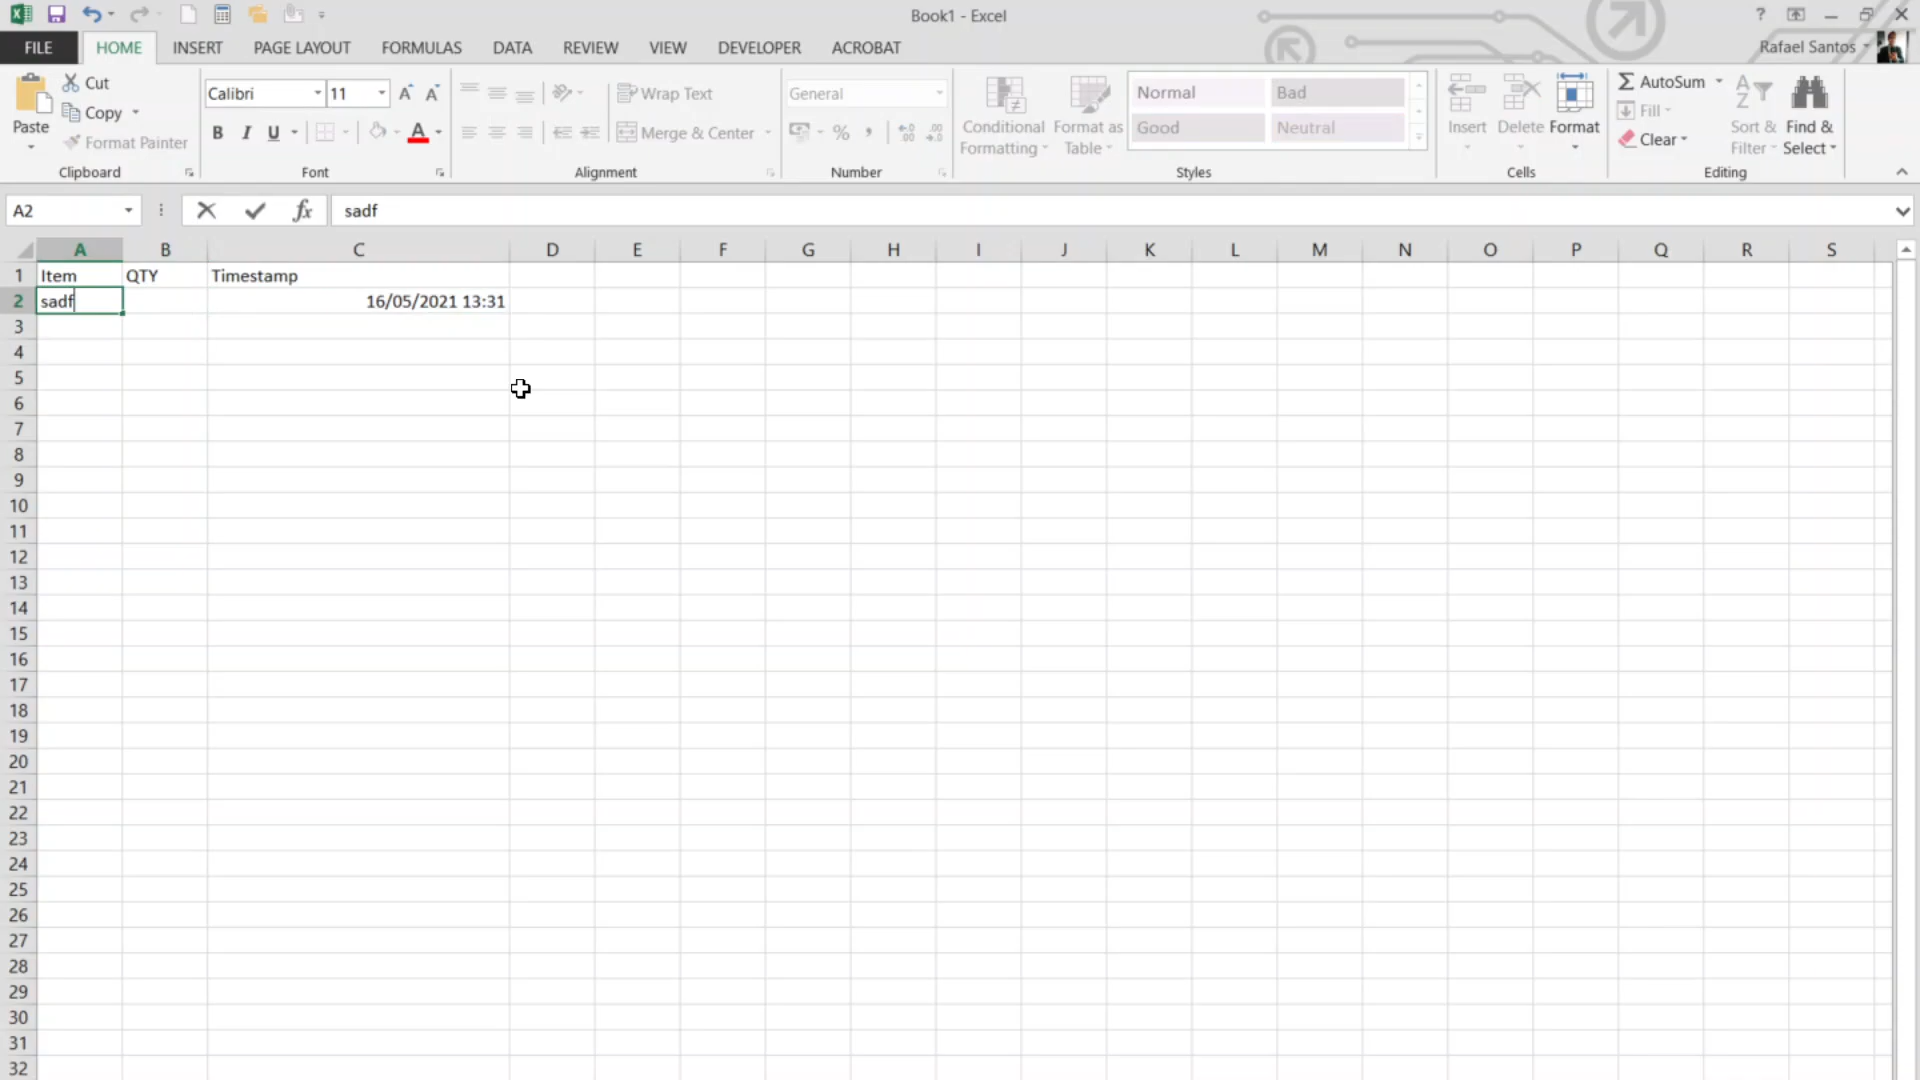 Book1 - Excel
?
FILE HOME INSERT PAGE LAYOUT FORMULAS DATA REVIEW VIEW DEVELOPER ACROBAT Rafael Santos
Paste Cut Copy Format Painter
Clipboard
Calibri 11 A A
B I U A
Font
Wrap Text
Merge & Center
Alignment
General
% , .0 .00 .00 .0
Number
Conditional Formatting Format as Table
Normal Bad
Good Neutral
Styles
Insert Delete Format
Cells
Σ AutoSum
Fill
Clear
A Z Sort & Filter Find & Select
Editing
A2 fx sadf
A B C D E F G H I J K L M N O P Q R S
1 Item QTY Timestamp
2 sadf 16/05/2021 13:31
3
4
5
6
7
8
9
10
11
12
13
14
15
16
17
18
19
20
21
22
23
24
25
26
27
28
29
30
31
32